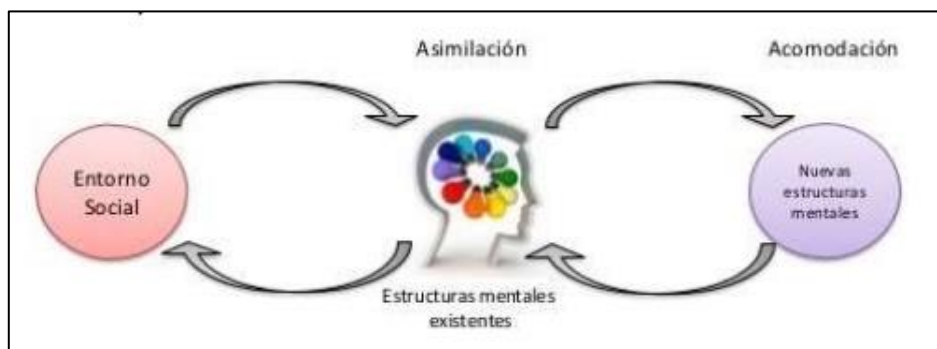 Asimilación
Acomodación
Entorno
Social
Nuevas
estructuras
mentales
Estructuras mentales
existentes